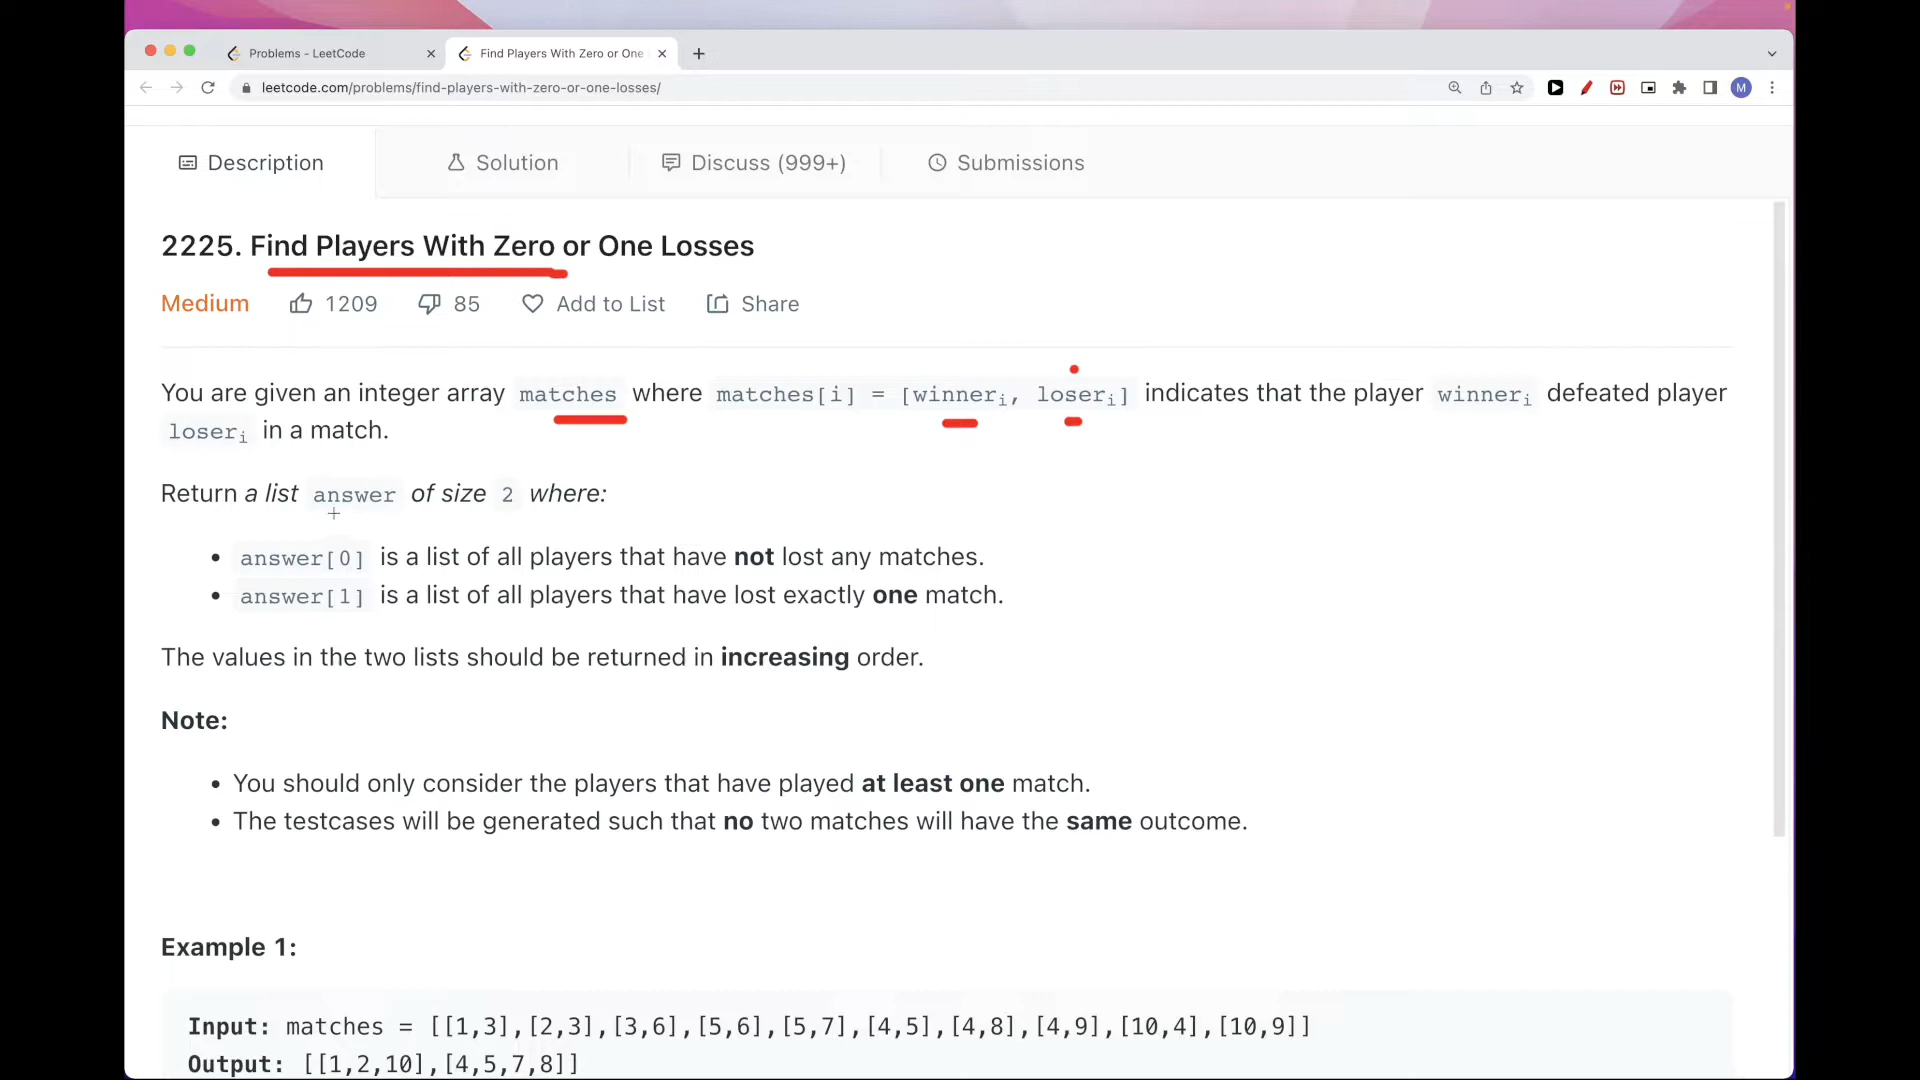 Problems - LeetCode
Find Players With Zero or One
leetcode.com/problems/find-players-with-zero-or-one-losses/
M
Description
Solution
Discuss (999+)
Submissions
2225. Find Players With Zero or One Losses
Medium 1209 85 Add to List Share
You are given an integer array matches where matches[i] = [winneri, loseri] indicates that the player winneri defeated player
loseri in a match.
Return a list answer of size 2 where:
• answer[0] is a list of all players that have not lost any matches.
• answer[1] is a list of all players that have lost exactly one match.
The values in the two lists should be returned in increasing order.
Note:
• You should only consider the players that have played at least one match.
• The testcases will be generated such that no two matches will have the same outcome.
Example 1:
Input: matches = [[1,3],[2,3],[3,6],[5,6],[5,7],[4,5],[4,8],[4,9],[10,4],[10,9]]
Output: [[1,2,10],[4,5,7,8]]